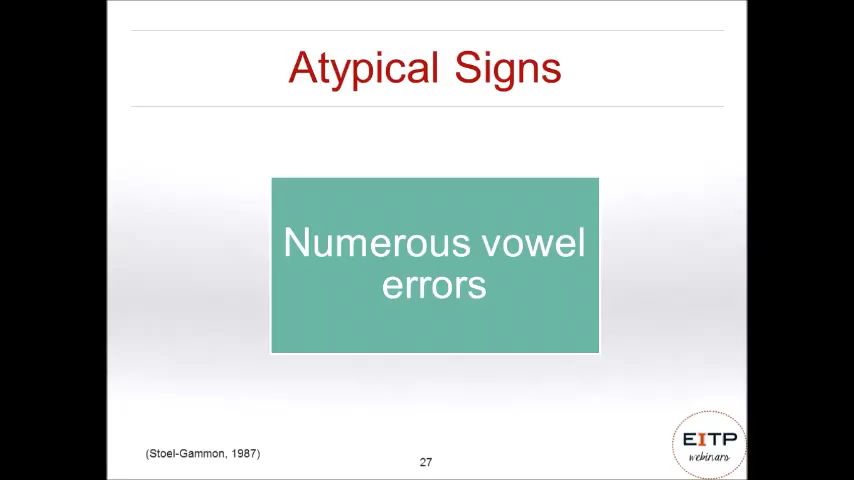 Atypical Signs
Numerous vowel
errors
(Stoel-Gammon, 1987)
27
EITP
webinars